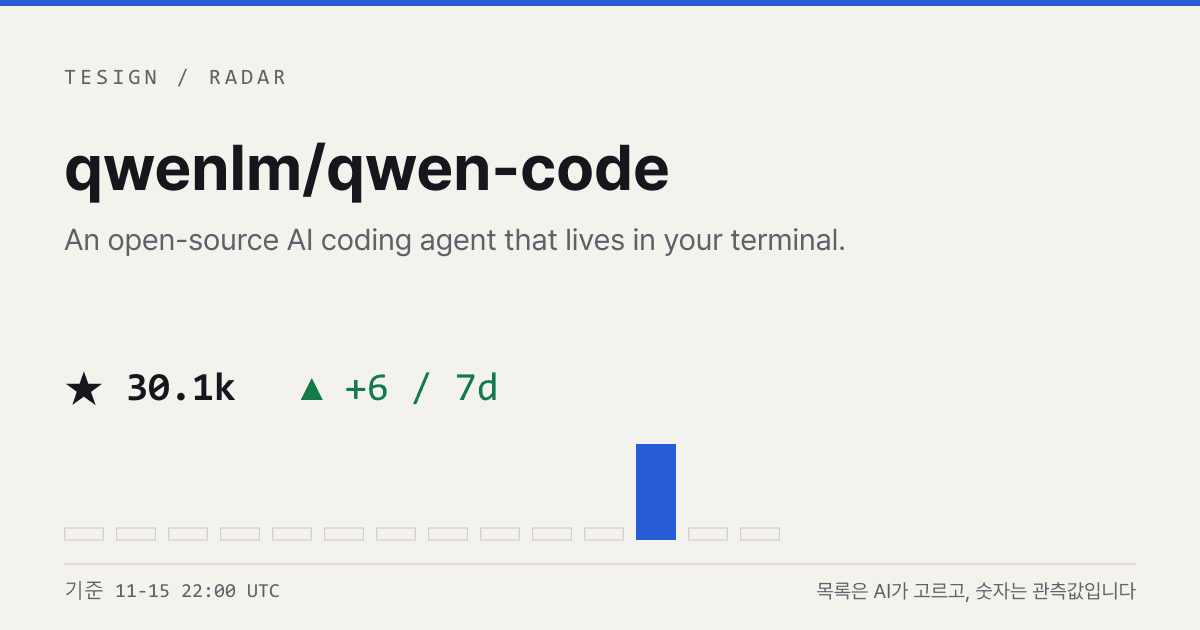 TESIGN / RADAR
qwenlm/qwen-code
An open-source AI coding agent that lives in your terminal.
★ 30.1k ▲ +6 / 7d
기준 11-15 22:00 UTC
목록은 AI가 고르고, 숫자는 관측값입니다